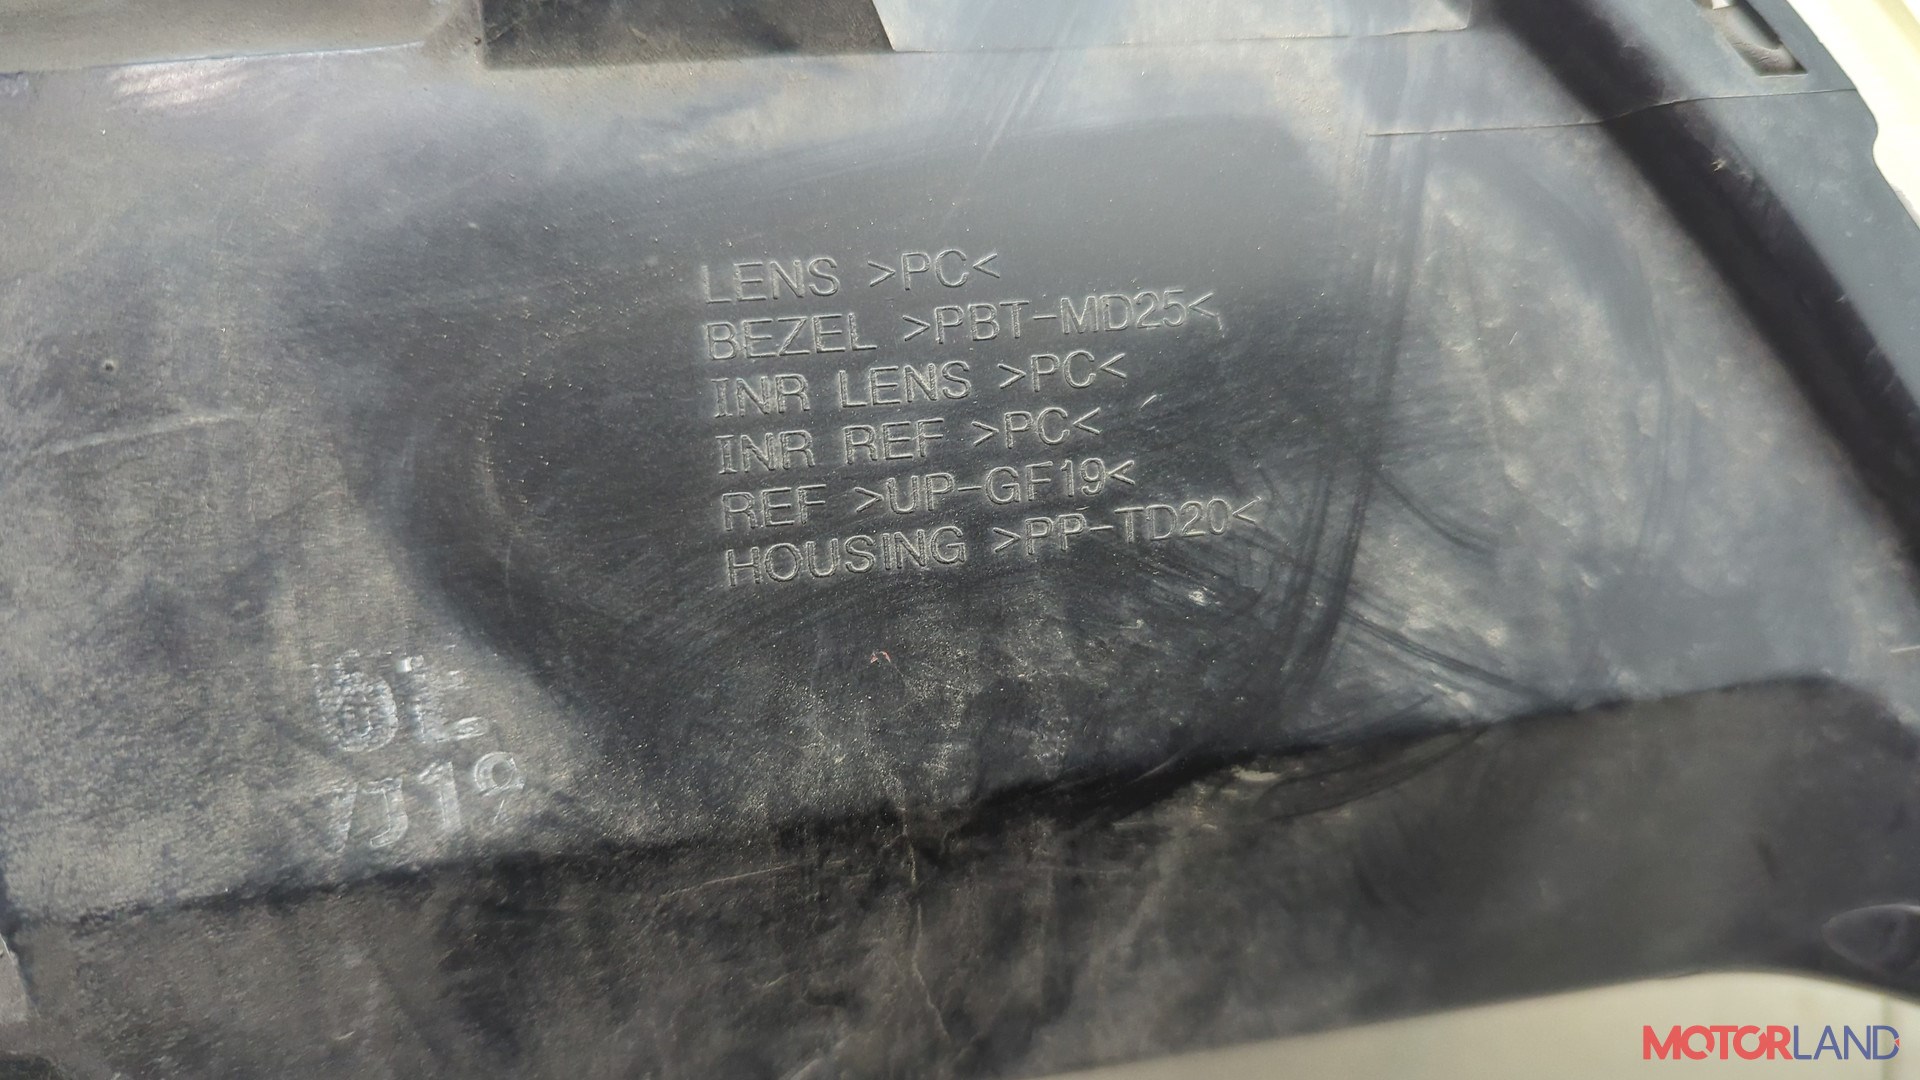 LENS >PC<
BEZEL >PBT-MD25<
INR LENS >PC<
INR REF >PC<
REF >UP-GF19<
HOUSING >PP-TD20<
MOTORLAND